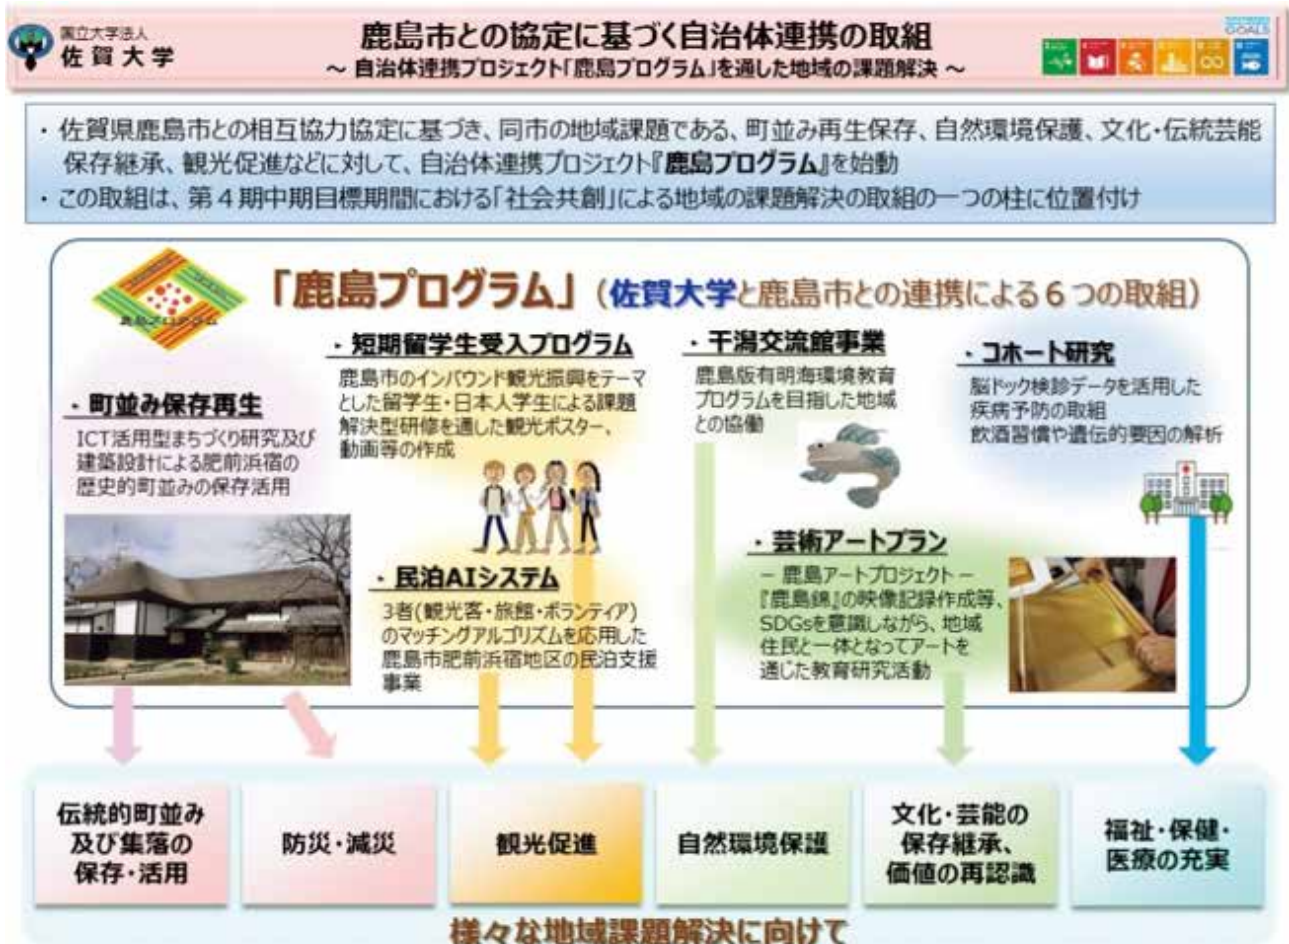 国立大学法人
佐賀大学
鹿島市との協定に基づく自治体連携の取組
~ 自治体連携プロジェクト「鹿島プログラム」を通した地域の課題解決 ~
GOALS
・佐賀県鹿島市との相互協力協定に基づき、同市の地域課題である、町並み再生保存、自然環境保護、文化・伝統芸能
保存継承、観光促進などに対して、自治体連携プロジェクト『鹿島プログラム』を始動
・この取組は、第4期中期目標期間における「社会共創」による地域の課題解決の取組の一つの柱に位置付け
鹿島プログラム
「鹿島プログラム」(佐賀大学と鹿島市との連携による6つの取組)
・町並み保存再生
ICT活用型まちづくり研究及び
建築設計による肥前浜宿の
歴史的町並みの保存活用
・短期留学生受入プログラム
鹿島市のインバウンド観光振興をテーマ
とした留学生・日本人学生による課題
解決型研修を通した観光ポスター、
動画等の作成
・民泊AIシステム
3者(観光客・旅館・ボランティア)
のマッチングアルゴリズムを応用した
鹿島市肥前浜宿地区の民泊支援
事業
・干潟交流館事業
鹿島版有明海環境教育
プログラムを目指した地域
との協働
・芸術アートプラン
− 鹿島アートプロジェクト −
『鹿島錦』の映像記録作成等、
SDGsを意識しながら、地域
住民と一体となってアートを
通じた教育研究活動
・コホート研究
脳ドック検診データを活用した
疾病予防の取組
飲酒習慣や遺伝的要因の解析
伝統的町並み
及び集落の
保存・活用
防災・減災
観光促進
自然環境保護
文化・芸能の
保存継承、
価値の再認識
福祉・保健・
医療の充実
様々な地域課題解決に向けて